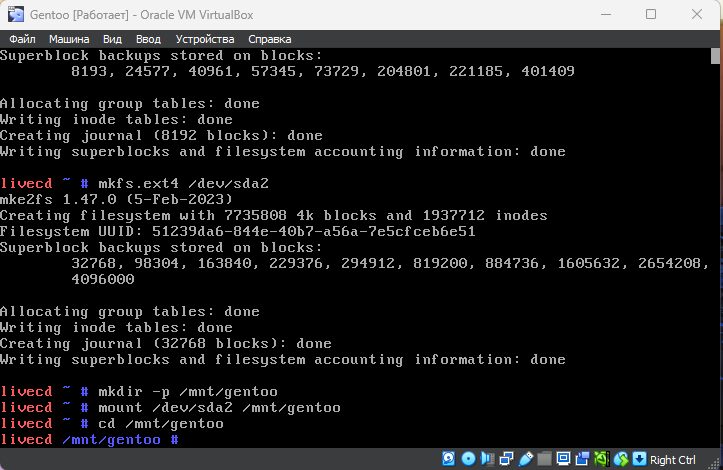 Gentoo [Работает] - Oracle VM VirtualBox
Файл Машина Вид Ввод Устройства Справка
Superblock backups stored on blocks:
8193, 24577, 40961, 57345, 73729, 204801, 221185, 401409
Allocating group tables: done
Writing inode tables: done
Creating journal (8192 blocks): done
Writing superblocks and filesystem accounting information: done
livecd ~ # mkfs.ext4 /dev/sda2
mke2fs 1.47.0 (5-Feb-2023)
Creating filesystem with 7735808 4k blocks and 1937712 inodes
Filesystem UUID: 51239da6-844e-40b7-a56a-7e5cfceb6e51
Superblock backups stored on blocks:
32768, 98304, 163840, 229376, 294912, 819200, 884736, 1605632, 2654208,
4096000
Allocating group tables: done
Writing inode tables: done
Creating journal (32768 blocks): done
Writing superblocks and filesystem accounting information: done
livecd ~ # mkdir -p /mnt/gentoo
livecd ~ # mount /dev/sda2 /mnt/gentoo
livecd ~ # cd /mnt/gentoo
livecd /mnt/gentoo #
Right Ctrl